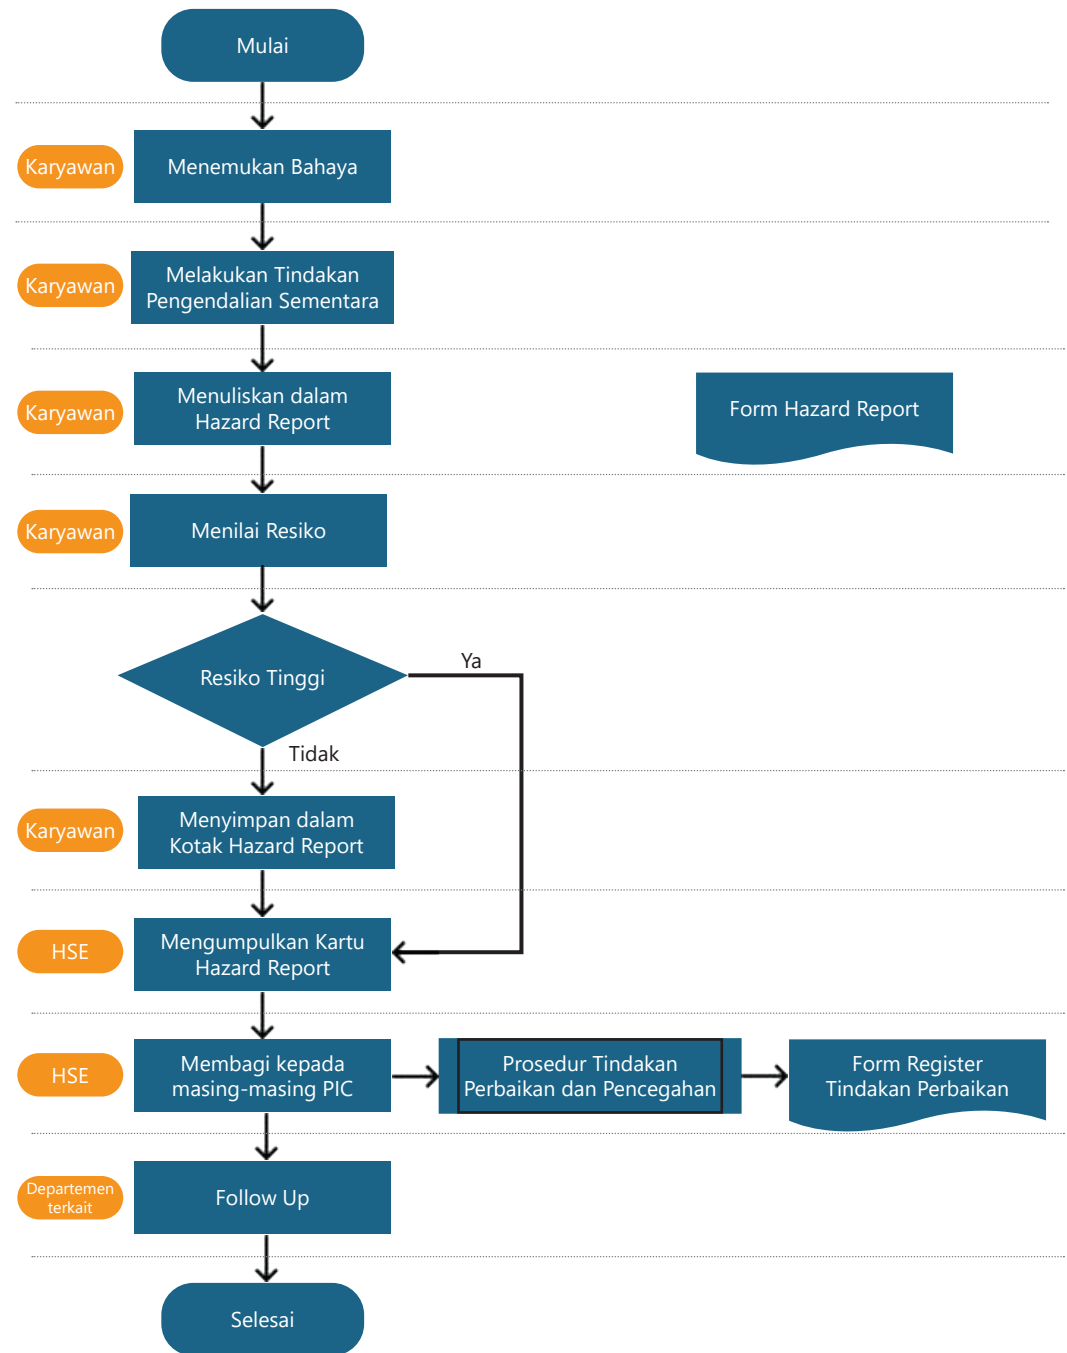 Mulai
Karyawan
Menemukan Bahaya
Karyawan
Melakukan Tindakan
Pengendalian Sementara
Karyawan
Menuliskan dalam
Hazard Report
Form Hazard Report
Karyawan
Menilai Resiko
Resiko Tinggi
Ya
Tidak
Karyawan
Menyimpan dalam
Kotak Hazard Report
HSE
Mengumpulkan Kartu
Hazard Report
HSE
Membagi kepada
masing-masing PIC
Prosedur Tindakan
Perbaikan dan Pencegahan
Form Register
Tindakan Perbaikan
Departemen
terkait
Follow Up
Selesai